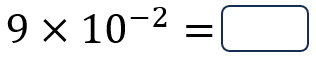 9 × 10⁻² =